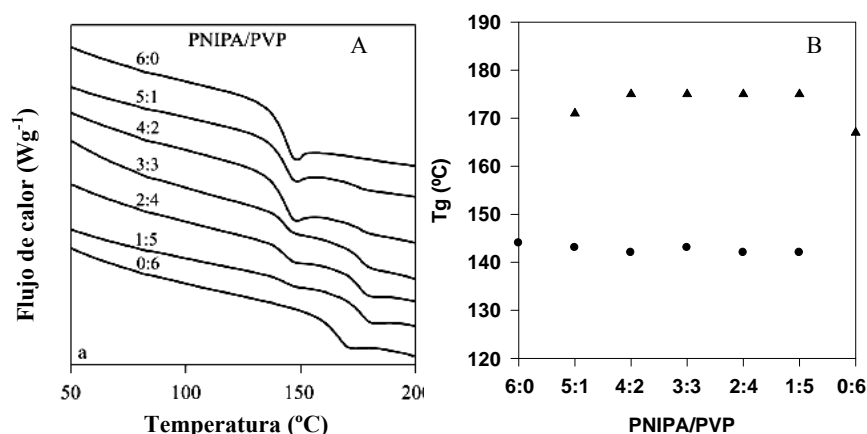 PNIPA/PVP
A
6:0
5:1
4:2
3:3
2:4
1:5
0:6
a
50
100
150
200
Temperatura (ºC)
Flujo de calor (Wg⁻¹)
B
190
180
170
160
150
140
130
120
Tg (ºC)
6:0 5:1 4:2 3:3 2:4 1:5 0:6
PNIPA/PVP